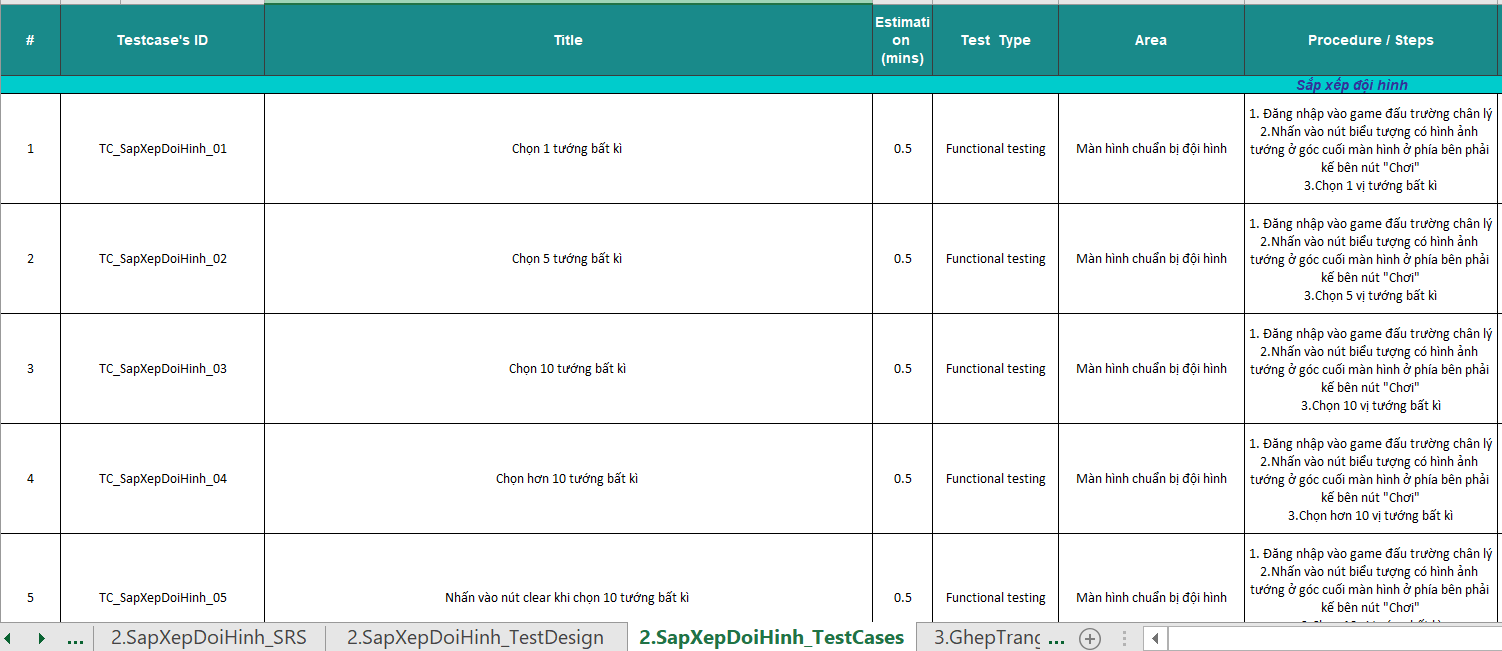 # Testcase's ID Title Estimati on (mins) Test Type Area Procedure / Steps
Sắp xếp đội hình
1 TC_SapXepDoiHinh_01 Chọn 1 tướng bất kì 0.5 Functional testing Màn hình chuẩn bị đội hình
1. Đăng nhập vào game đấu trường chân lý
2.Nhấn vào nút biểu tượng có hình ảnh
tướng ở góc cuối màn hình ở phía bên phải
kế bên nút "Chơi"
3.Chọn 1 vị tướng bất kì
2 TC_SapXepDoiHinh_02 Chọn 5 tướng bất kì 0.5 Functional testing Màn hình chuẩn bị đội hình
1. Đăng nhập vào game đấu trường chân lý
2.Nhấn vào nút biểu tượng có hình ảnh
tướng ở góc cuối màn hình ở phía bên phải
kế bên nút "Chơi"
3.Chọn 5 vị tướng bất kì
3 TC_SapXepDoiHinh_03 Chọn 10 tướng bất kì 0.5 Functional testing Màn hình chuẩn bị đội hình
1. Đăng nhập vào game đấu trường chân lý
2.Nhấn vào nút biểu tượng có hình ảnh
tướng ở góc cuối màn hình ở phía bên phải
kế bên nút "Chơi"
3.Chọn 10 vị tướng bất kì
4 TC_SapXepDoiHinh_04 Chọn hơn 10 tướng bất kì 0.5 Functional testing Màn hình chuẩn bị đội hình
1. Đăng nhập vào game đấu trường chân lý
2.Nhấn vào nút biểu tượng có hình ảnh
tướng ở góc cuối màn hình ở phía bên phải
kế bên nút "Chơi"
3.Chọn hơn 10 vị tướng bất kì
5 TC_SapXepDoiHinh_05 Nhấn vào nút clear khi chọn 10 tướng bất kì 0.5 Functional testing Màn hình chuẩn bị đội hình
1. Đăng nhập vào game đấu trường chân lý
2.Nhấn vào nút biểu tượng có hình ảnh
tướng ở góc cuối màn hình ở phía bên phải
kế bên nút "Chơi"
... 2.SapXepDoiHinh_SRS 2.SapXepDoiHinh_TestDesign 2.SapXepDoiHinh_TestCases 3.GhepTrang ...